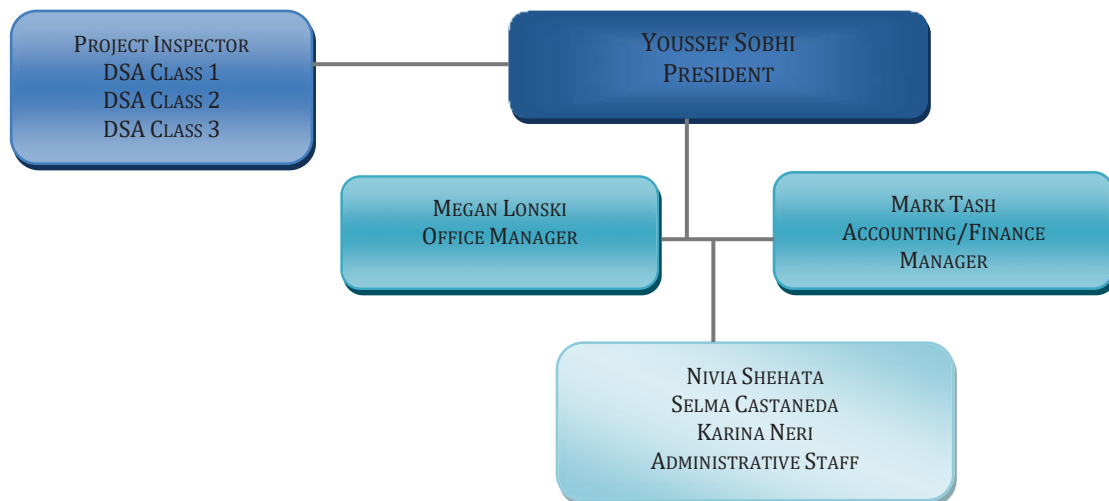 Project Inspector
DSA Class 1
DSA Class 2
DSA Class 3
Youssef Sobhi
President
Megan Lonski
Office Manager
Mark Tash
Accounting/Finance
Manager
Nivia Shehata
Selma Castaneda
Karina Neri
Administrative Staff